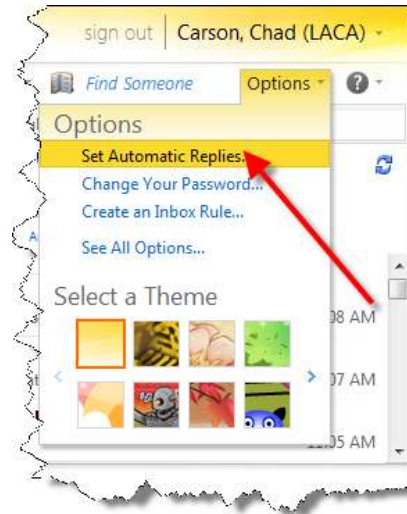 sign out | Carson, Chad (LACA)
Find Someone Options
Options
Set Automatic Replies...
Change Your Password...
Create an Inbox Rule...
See All Options...
Select a Theme
08 AM
07 AM
05 AM